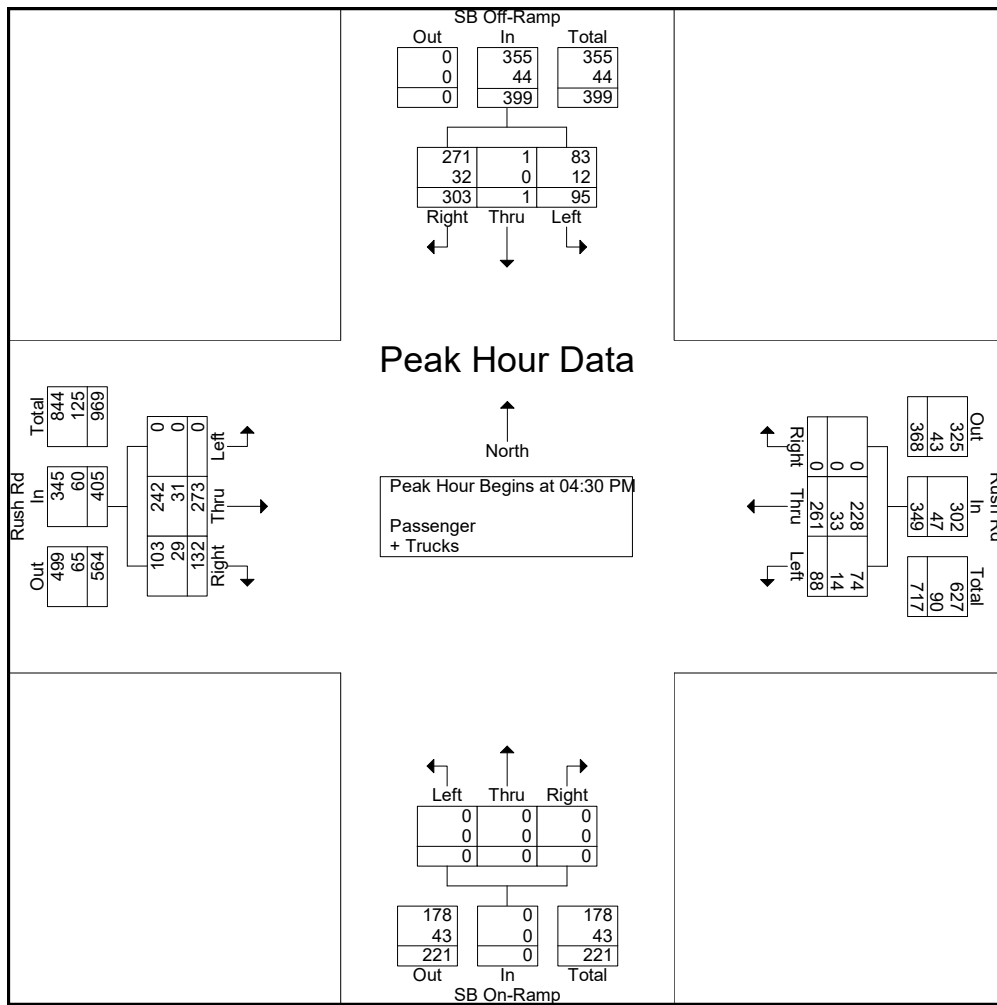 SB Off-Ramp
Out In Total
0 355 355
0 44 44
0 399 399
271 1 83
32 0 12
303 1 95
Right Thru Left
Peak Hour Data
North
Peak Hour Begins at 04:30 PM
Passenger
+ Trucks
Rush Rd
Out In Total
499 345 844
65 60 125
564 405 969
Left Thru Right
0 242 103
0 31 29
0 273 132
Rush Rd
Out In Total
325 302 627
43 47 90
368 349 717
Right Thru Left
0 228 74
0 33 14
0 261 88
Left Thru Right
0 0 0
0 0 0
0 0 0
178 0 178
43 0 43
221 0 221
Out In Total
SB On-Ramp